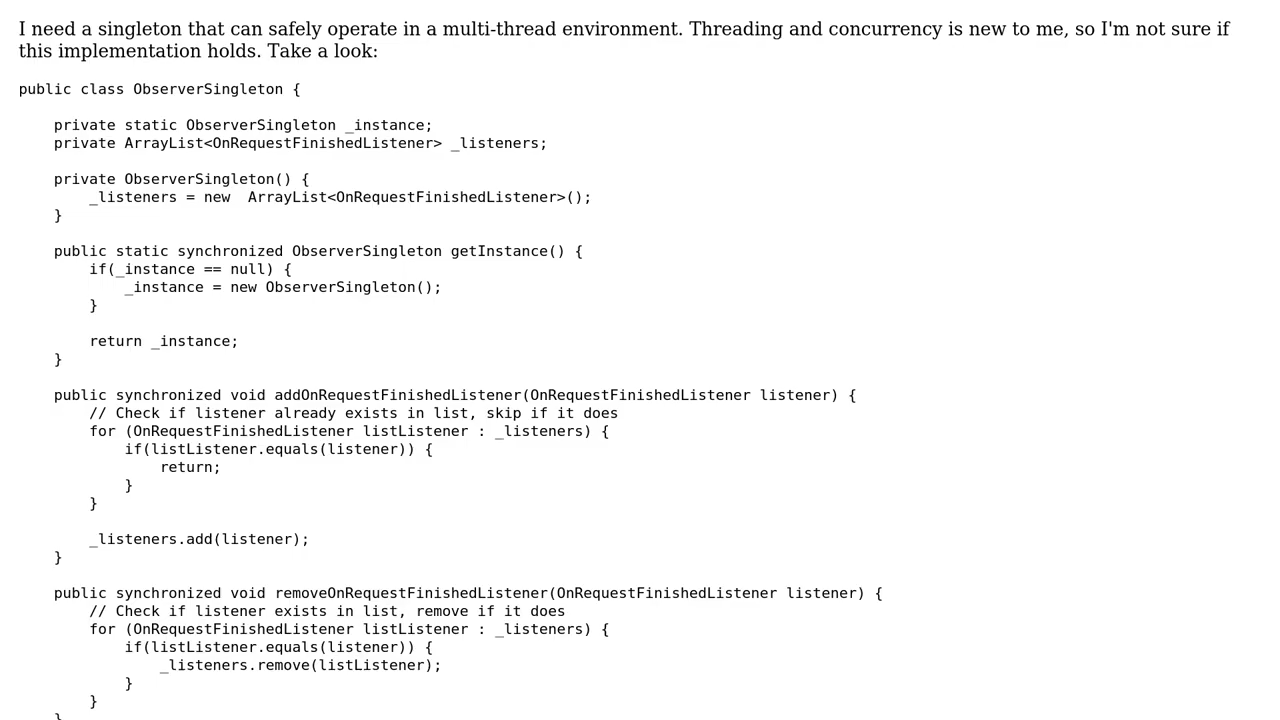 I need a singleton that can safely operate in a multi-thread environment. Threading and concurrency is new to me, so I'm not sure if
this implementation holds. Take a look:
public class ObserverSingleton {
    private static ObserverSingleton _instance;
    private ArrayList<OnRequestFinishedListener> _listeners;
    private ObserverSingleton() {
        _listeners = new  ArrayList<OnRequestFinishedListener>();
    }
    public static synchronized ObserverSingleton getInstance() {
        if(_instance == null) {
            _instance = new ObserverSingleton();
        }
        return _instance;
    }
    public synchronized void addOnRequestFinishedListener(OnRequestFinishedListener listener) {
        // Check if listener already exists in list, skip if it does
        for (OnRequestFinishedListener listListener : _listeners) {
            if(listListener.equals(listener)) {
                return;
            }
        }
        _listeners.add(listener);
    }
    public synchronized void removeOnRequestFinishedListener(OnRequestFinishedListener listener) {
        // Check if listener exists in list, remove if it does
        for (OnRequestFinishedListener listListener : _listeners) {
            if(listListener.equals(listener)) {
                _listeners.remove(listListener);
            }
        }
    }